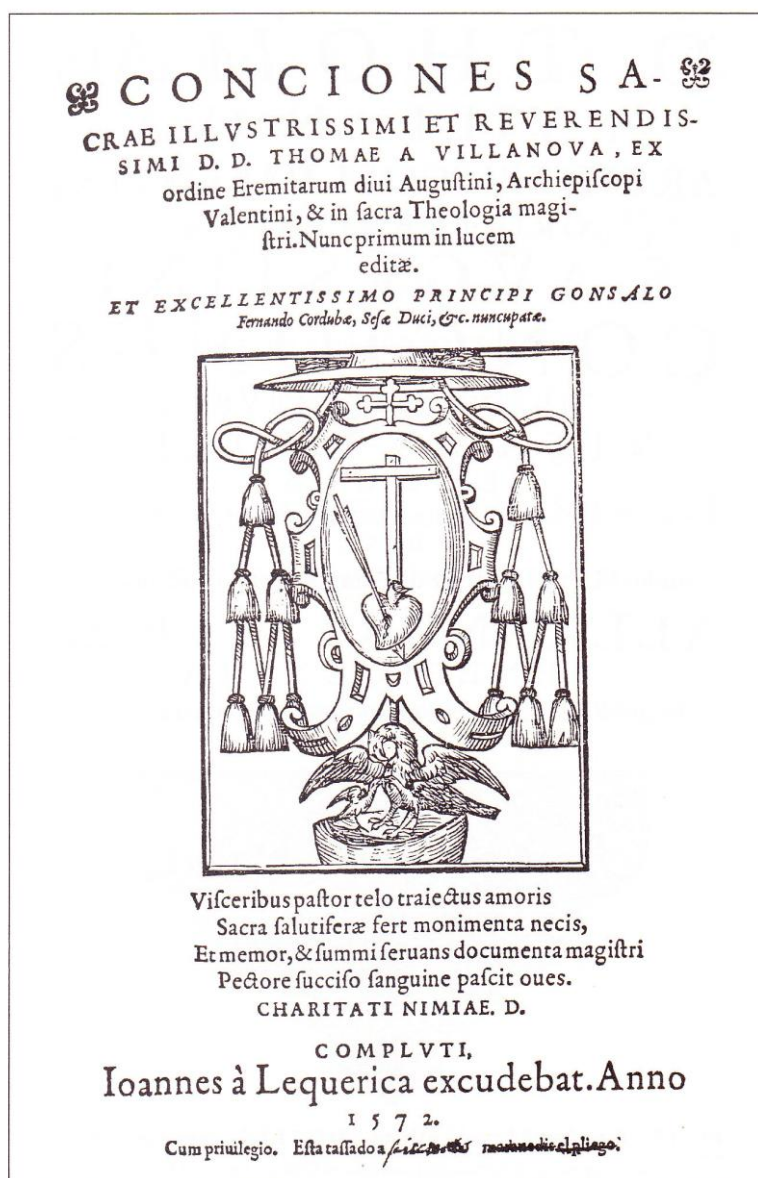 CONCIONES SA-
CRAE ILLVSTRISSIMI ET REVERENDIS-
SIMI D. D. THOMAE A VILLANOVA, EX
ordine Eremitarum diui Auguſtini, Archiepiſcopi
Valentini, & in ſacra Theologia magi-
ſtri. Nunc primum in lucem
editæ.
ET EXCELLENTISSIMO PRINCIPI GONSALO
Fernando Cordubæ, Seſæ Duci, &c. nuncupatæ.
Viſceribus paſtor telo traiectus amoris
Sacra ſalutiferæ fert monimenta necis,
Et memor, & ſummi ſeruans documenta magiſtri
Pectore ſucciſo ſanguine paſcit oues.
CHARITATI NIMIAE. D.
COMPLVTI,
Ioannes à Lequerica excudebat. Anno
1572.
Cum priuilegio. Eſta taſſado a el pliego.